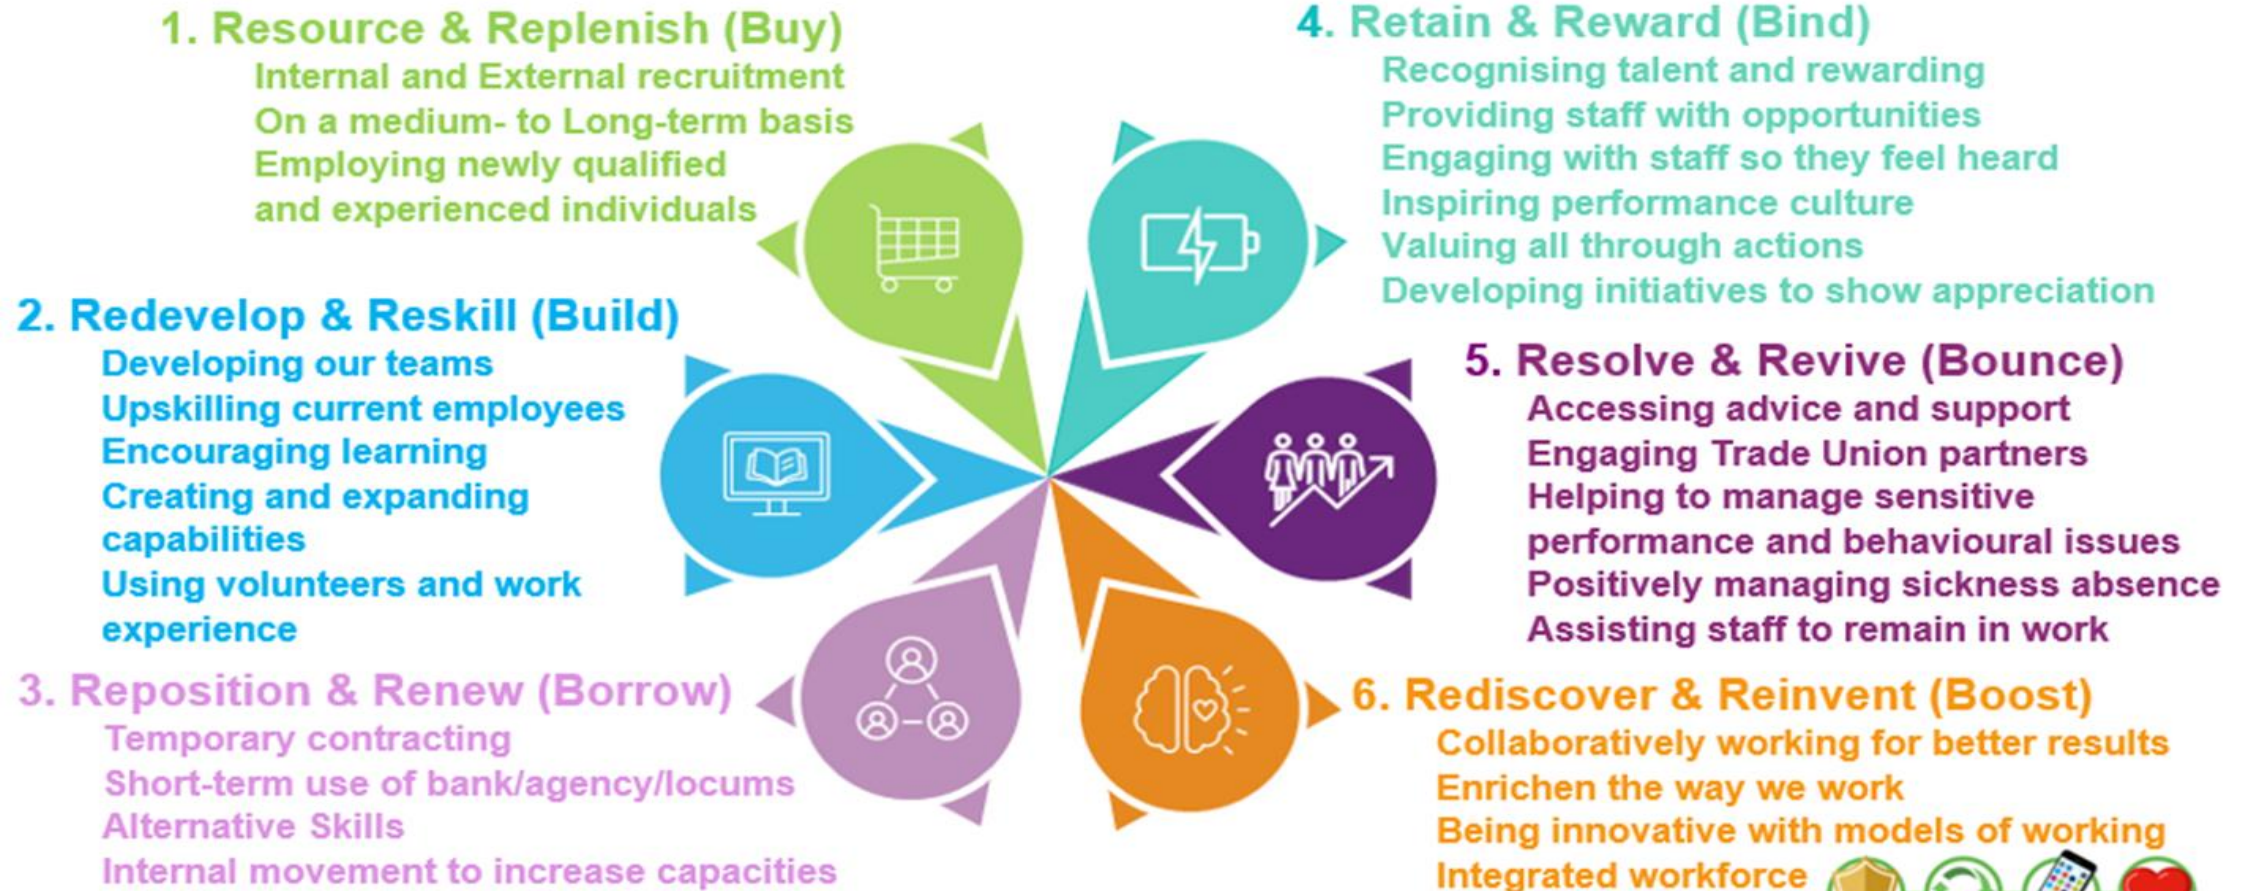 1. Resource & Replenish (Buy)
Internal and External recruitment
On a medium- to Long-term basis
Employing newly qualified
and experienced individuals
2. Redevelop & Reskill (Build)
Developing our teams
Upskilling current employees
Encouraging learning
Creating and expanding
capabilities
Using volunteers and work
experience
3. Reposition & Renew (Borrow)
Temporary contracting
Short-term use of bank/agency/locums
Alternative Skills
Internal movement to increase capacities
4. Retain & Reward (Bind)
Recognising talent and rewarding
Providing staff with opportunities
Engaging with staff so they feel heard
Inspiring performance culture
Valuing all through actions
Developing initiatives to show appreciation
5. Resolve & Revive (Bounce)
Accessing advice and support
Engaging Trade Union partners
Helping to manage sensitive
performance and behavioural issues
Positively managing sickness absence
Assisting staff to remain in work
6. Rediscover & Reinvent (Boost)
Collaboratively working for better results
Enrichen the way we work
Being innovative with models of working
Integrated workforce